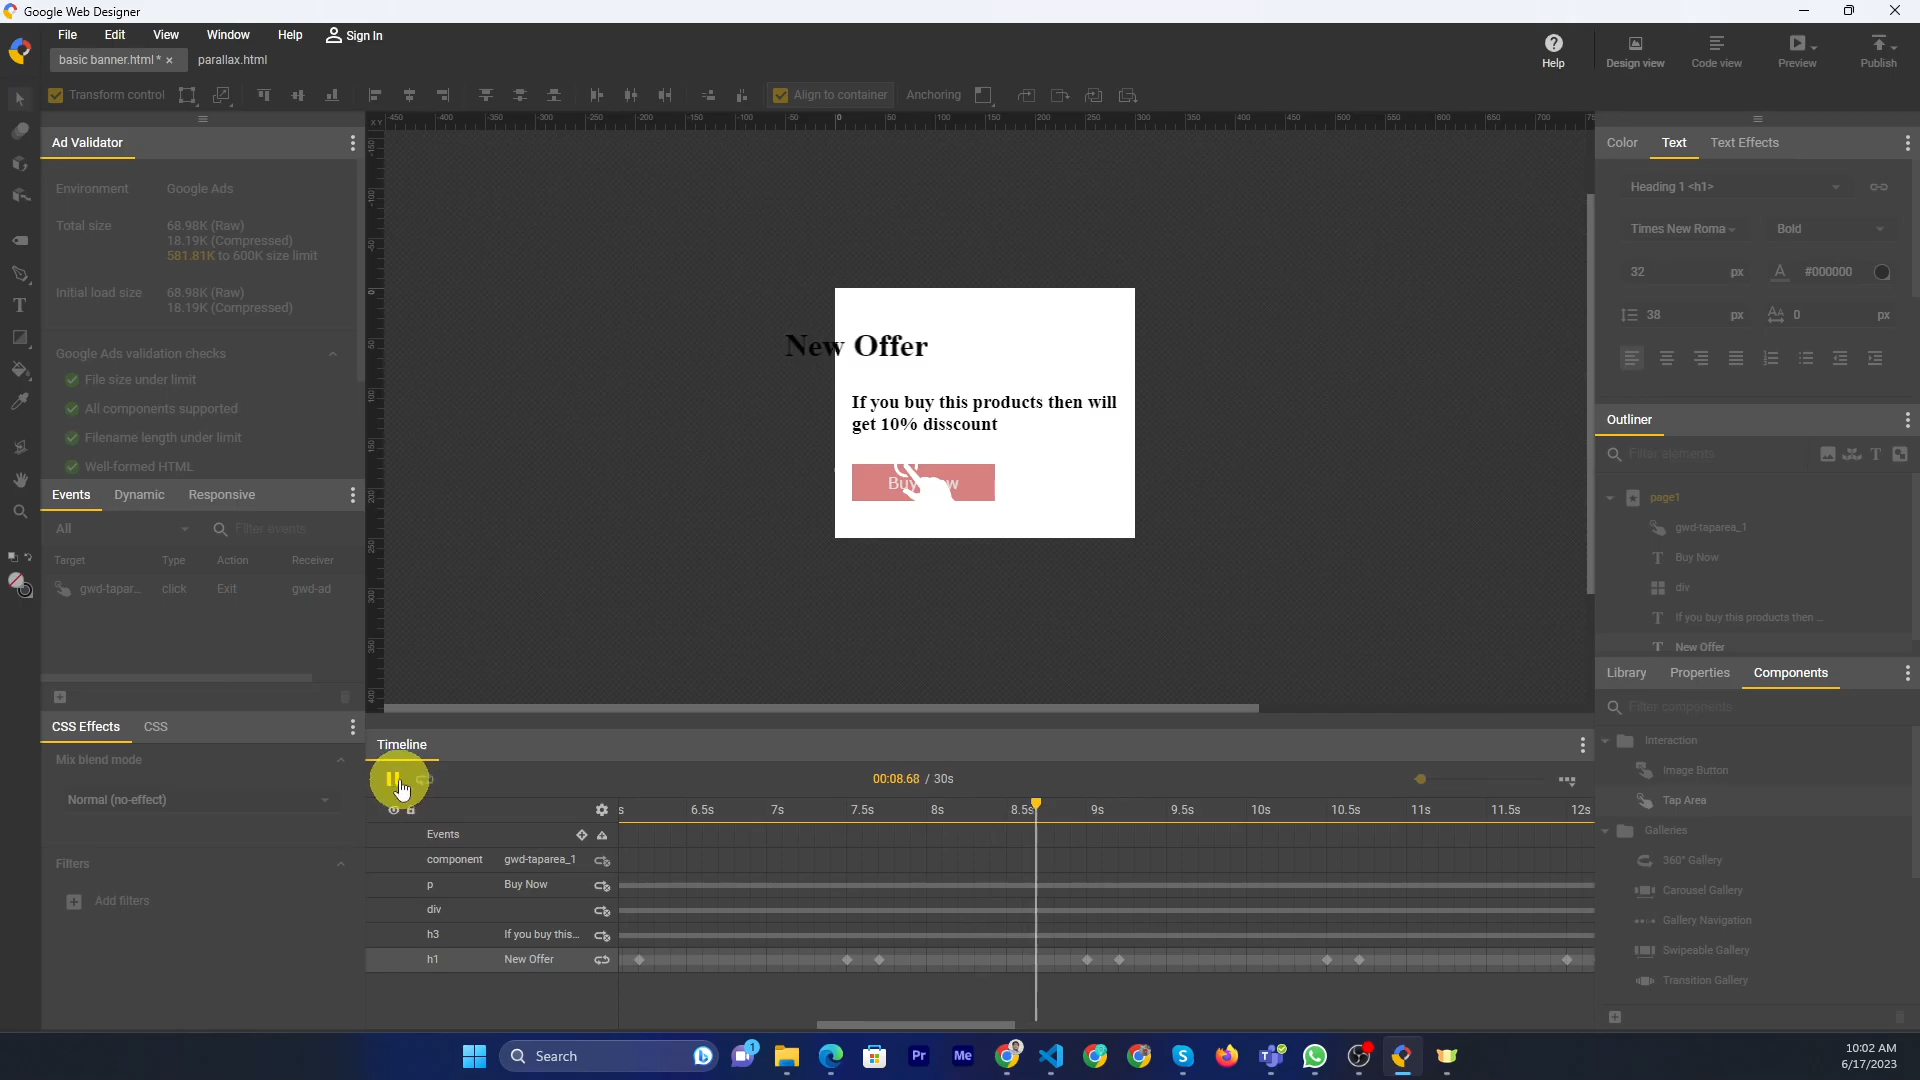 Google Web Designer
File Edit View Window Help Sign In
basic banner.html * × parallax.html
Help Design view Code view Preview Publish
Transform control Align to container Anchoring
Ad Validator
Environment Google Ads
Total size 68.98K (Raw)
18.19K (Compressed)
581.81K to 600K size limit
Initial load size 68.98K (Raw)
18.19K (Compressed)
Google Ads validation checks
File size under limit
All components supported
Filename length under limit
Well-formed HTML
Events Dynamic Responsive
All Filter events
Target Type Action Receiver
gwd-tapar... click Exit gwd-ad
CSS Effects CSS
Mix blend mode
Normal (no-effect)
Filters
Add filters
New Offer
If you buy this products then will
get 10% disscount
Buy Now
Timeline
00:08.68 / 30s
s 6.5s 7s 7.5s 8s 8.5s 9s 9.5s 10s 10.5s 11s 11.5s 12s
Events
component gwd-taparea_1
p Buy Now
div
h3 If you buy this...
h1 New Offer
Color Text Text Effects
Heading 1 <h1>
Times New Roma Bold
32 px #000000
38 px 0 px
Outliner
Filter elements
page1
gwd-taparea_1
Buy Now
div
If you buy this products then ...
New Offer
Library Properties Components
Filter components
Interaction
Image Button
Tap Area
Galleries
360° Gallery
Carousel Gallery
Gallery Navigation
Swipeable Gallery
Transition Gallery
Search
10:02 AM
6/17/2023